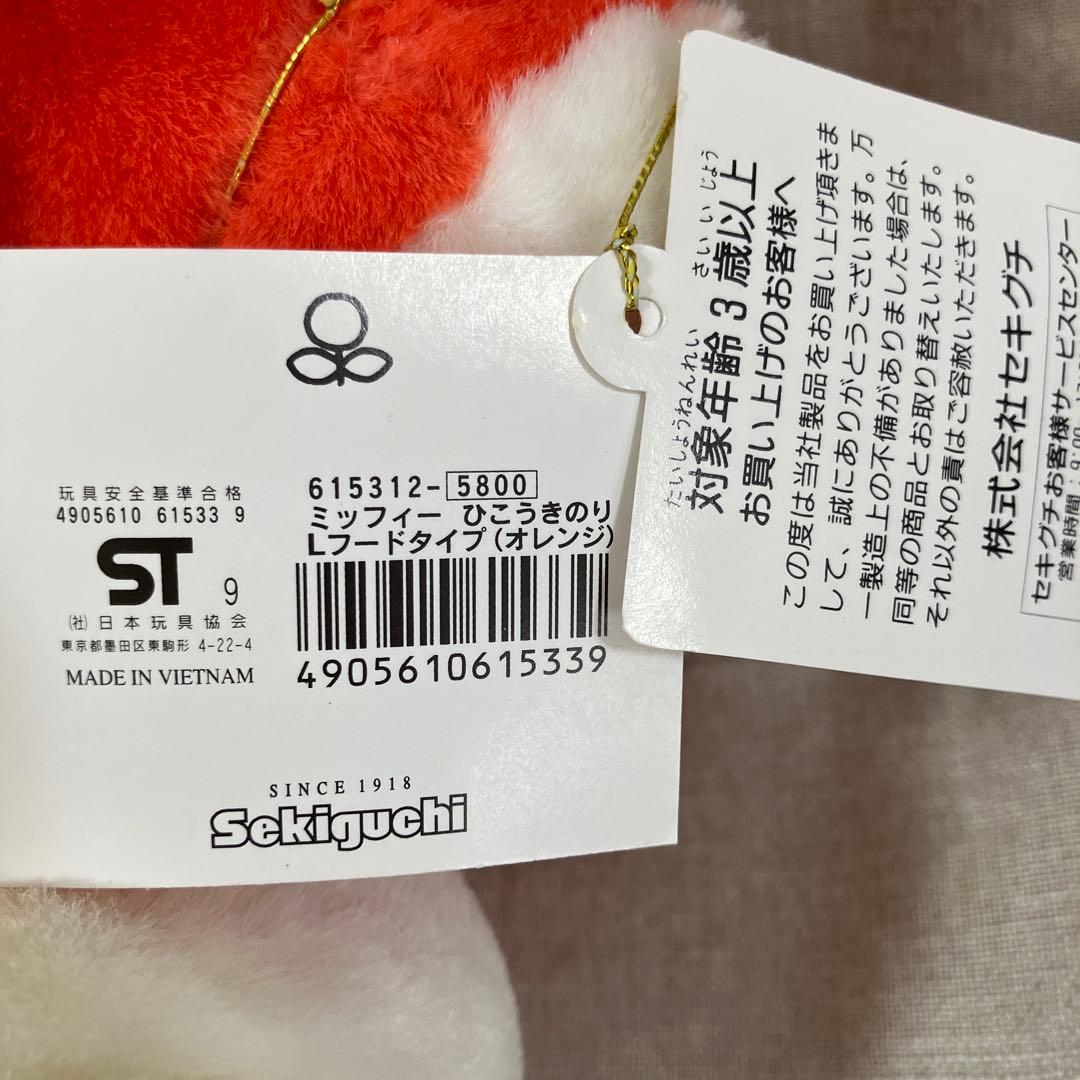 玩具安全基準合格
4905610 61533 9
ST 9
(社)日本玩具協会
東京都墨田区東駒形 4-22-4
MADE IN VIETNAM
615312-5800
ミッフィー ひこうきのり
Lフードタイプ(オレンジ)
4905610615339
SINCE 1918
Sekiguchi
たいしょうねんれい さいいじょう
対象年齢3歳以上
お買い上げのお客様へ
この度は当社製品をお買い上げ頂きま
して、誠にありがとうございます。万
一製造上の不備がありました場合は、
同等の商品とお取り替えいたします。
それ以外の責はご容赦いただきます。
株式会社セキグチ
セキグチお客様サービスセンター
営業時間:9:00